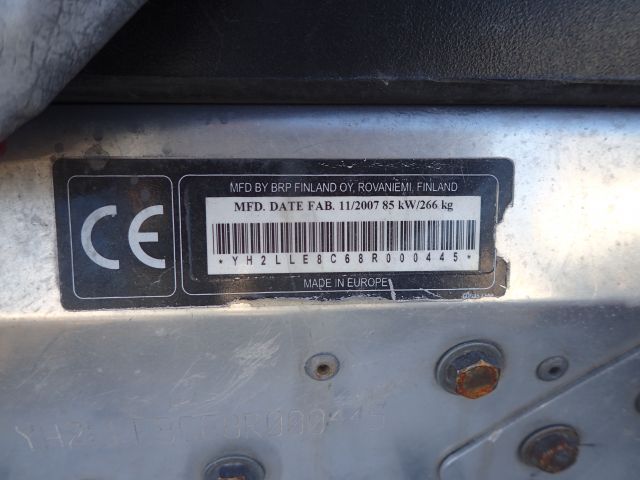 CE
MFD BY BRP FINLAND OY, ROVANIEMI, FINLAND
MFD. DATE FAB. 11/2007 85 kW/266 kg
*YH2LLE8C68R000445*
MADE IN EUROPE